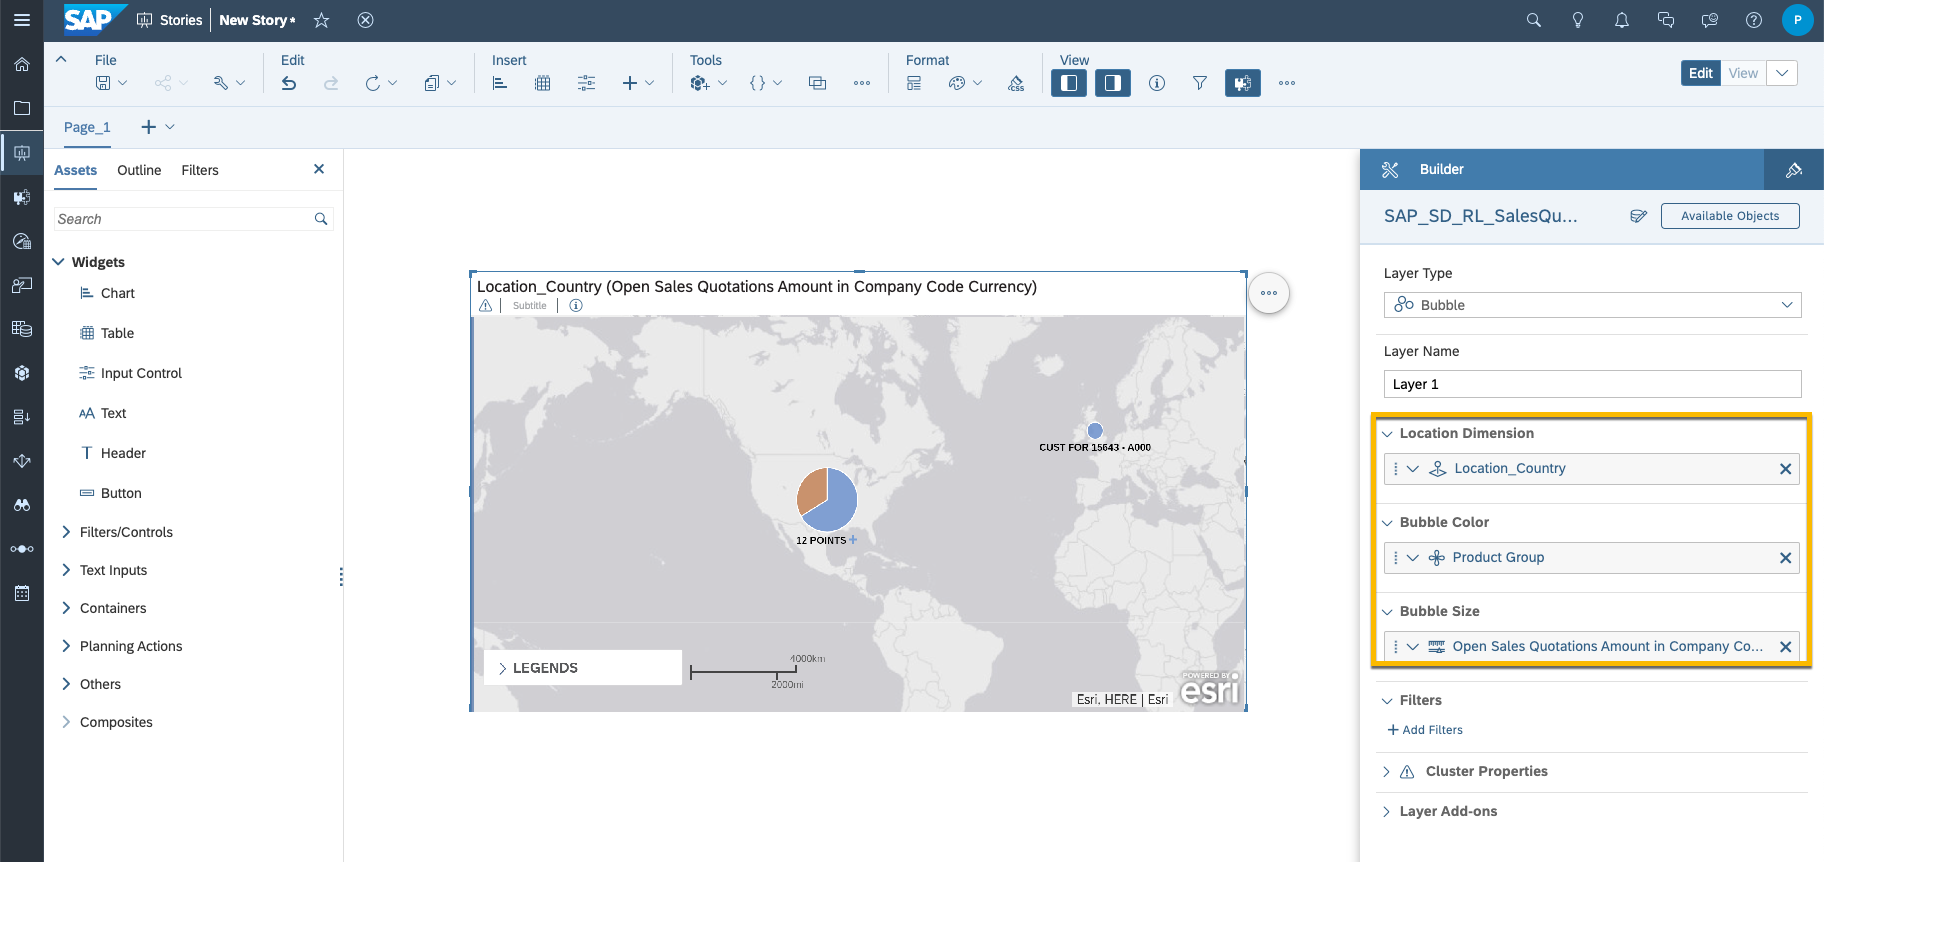 SAP Stories New Story *
P
File
Edit
Insert
Tools
Format
View
CSS
Edit View
Page_1
Assets Outline Filters
Search
Widgets
Chart
Table
Input Control
Text
Header
Button
Filters/Controls
Text Inputs
Containers
Planning Actions
Others
Composites
Location_Country (Open Sales Quotations Amount in Company Code Currency)
Subtitle
CUST FOR 15643 - A000
12 POINTS +
LEGENDS
4000km
2000mi
POWERED BY
esri
Esri, HERE | Esri
Builder
SAP_SD_RL_SalesQu...
Available Objects
Layer Type
Bubble
Layer Name
Layer 1
Location Dimension
Location_Country
Bubble Color
Product Group
Bubble Size
Open Sales Quotations Amount in Company Co...
Filters
+ Add Filters
Cluster Properties
Layer Add-ons